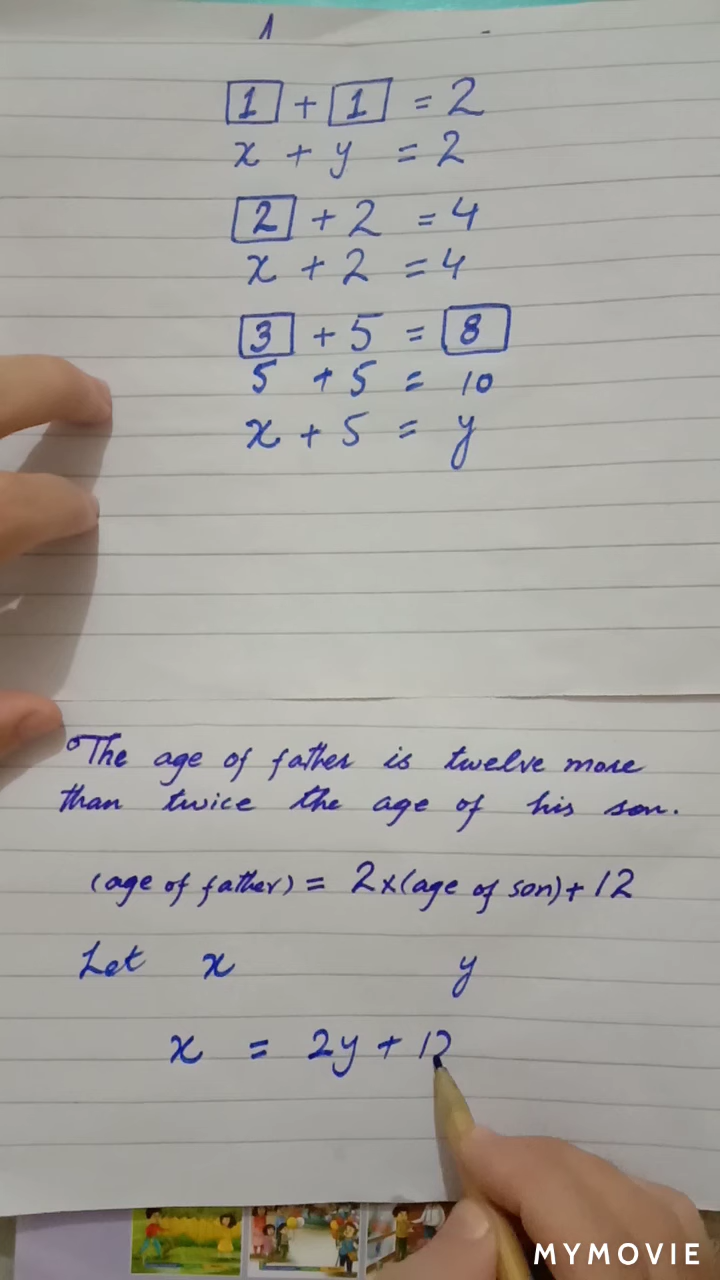 1 + 1 = 2
x + y = 2
2 + 2 = 4
x + 2 = 4
3 + 5 = 8
5 + 5 = 10
x + 5 = y
The age of father is twelve more
than twice the age of his son.
(age of father) = 2×(age of son) + 12
Let x y
x = 2y + 12
MYMOVIE